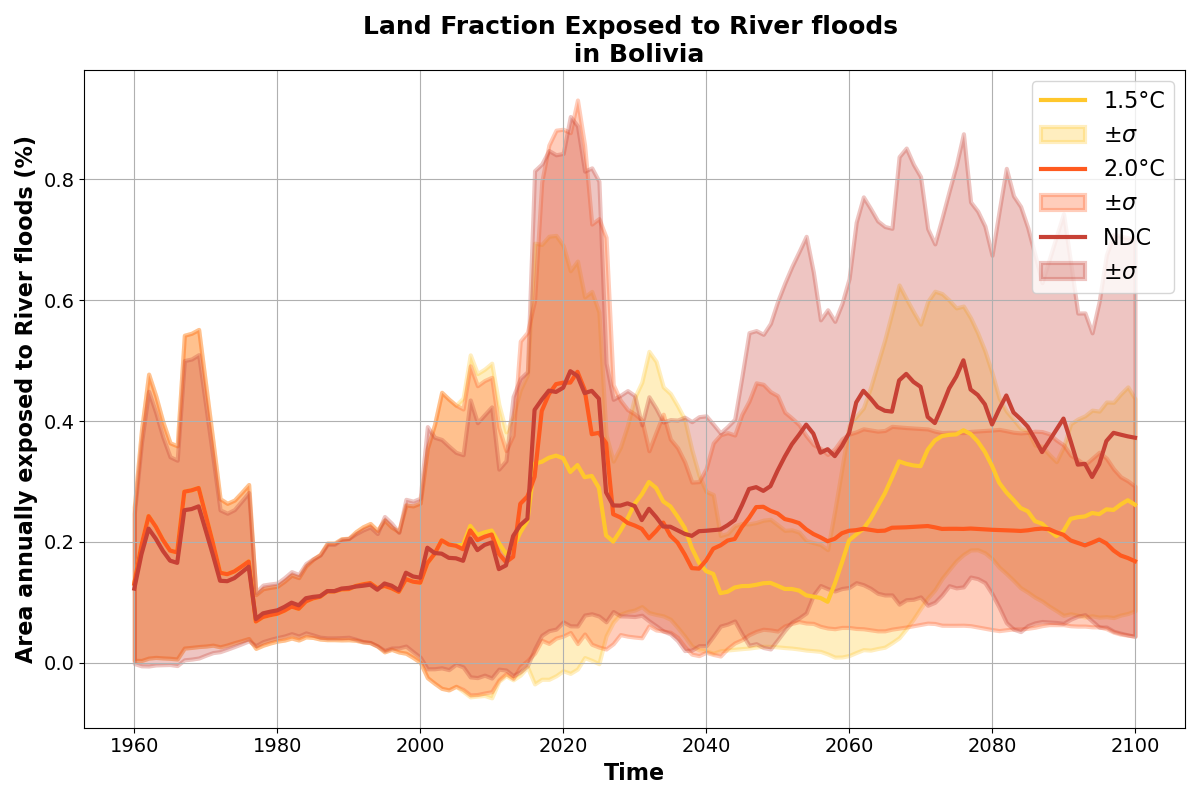 Land Fraction Exposed to River floods
in Bolivia
Area annually exposed to River floods (%)
0.8
0.6
0.4
0.2
0.0
1.5°C
±σ
2.0°C
±σ
NDC
±σ
1960 1980 2000 2020 2040 2060 2080 2100
Time